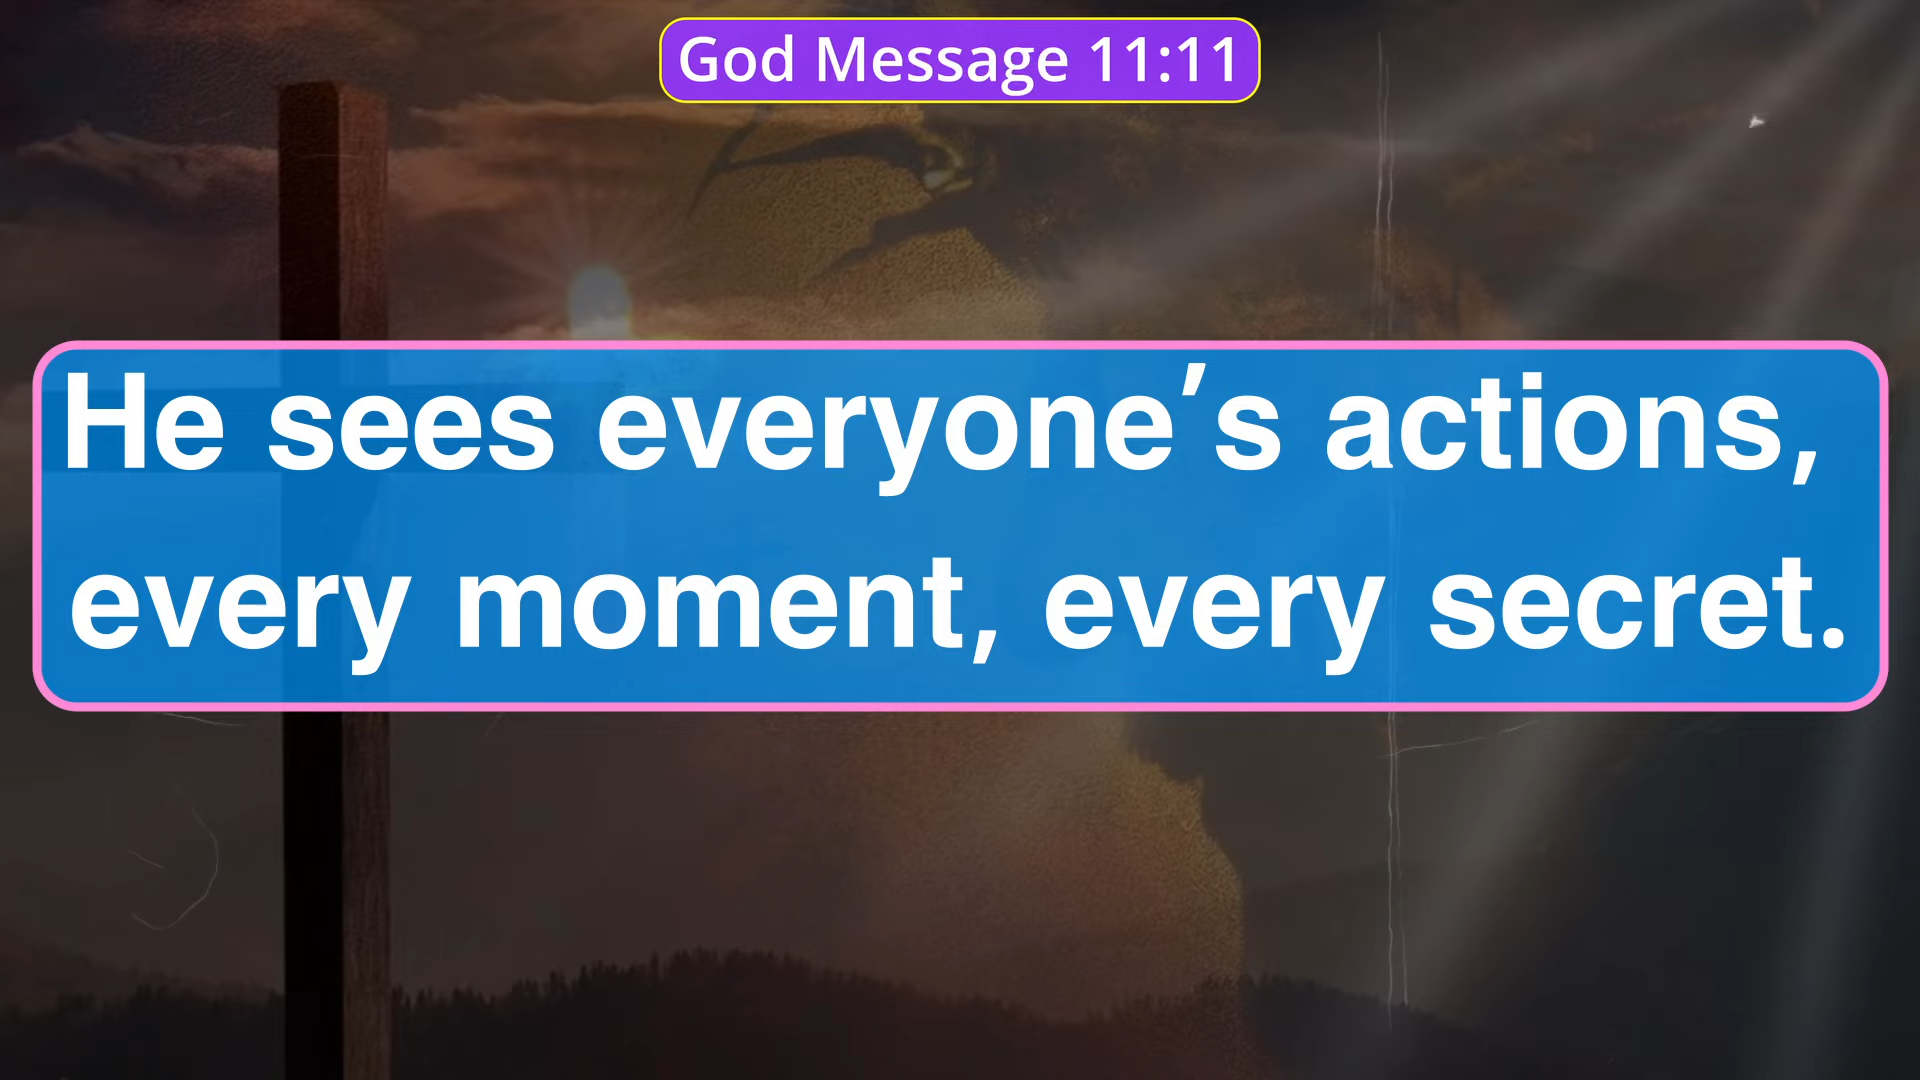 God Message 11:11
He sees everyone’s actions,
every moment, every secret.